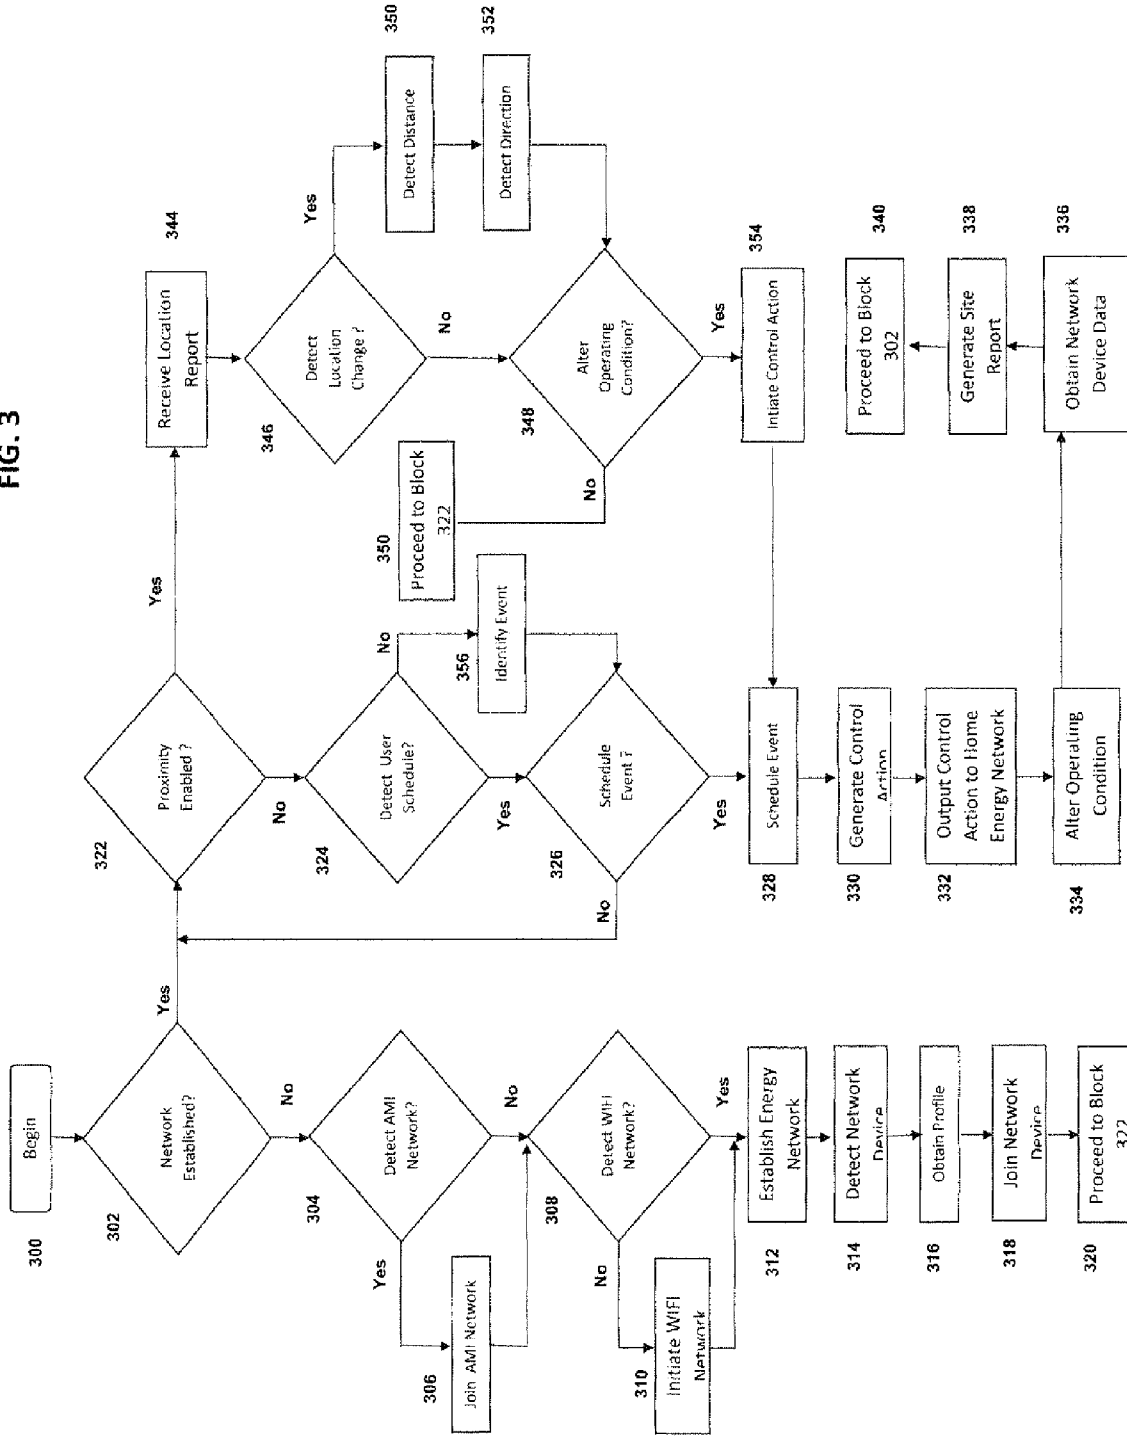 FIG. 3
300
Begin
302
Network
Established?
Yes
No
304
Detect AMI
Network?
Yes
No
306
Join AMI Network
308
Detect WIFI
Network?
No
Yes
310
Initiate WIFI
Network
312
Establish Energy
Network
314
Detect Network
Device
316
Obtain Profile
318
Join Network
Device
320
Proceed to Block
322
322
Proximity
Enabled ?
Yes
No
324
Detect User
Schedule?
No
Yes
356
Identify Event
326
Schedule
Event ?
No
Yes
328
Schedule Event
330
Generate Control
Action
332
Output Control
Action to Home
Energy Network
334
Alter Operating
Condition
344
Receive Location
Report
346
Detect
Location
Change ?
Yes
No
350
Detect Distance
352
Detect Direction
348
Alter
Operating
Condition?
No
Yes
350
Proceed to Block
322
354
Intiate Control Action
340
Proceed to Block
302
338
Generate Site
Report
336
Obtain Network
Device Data